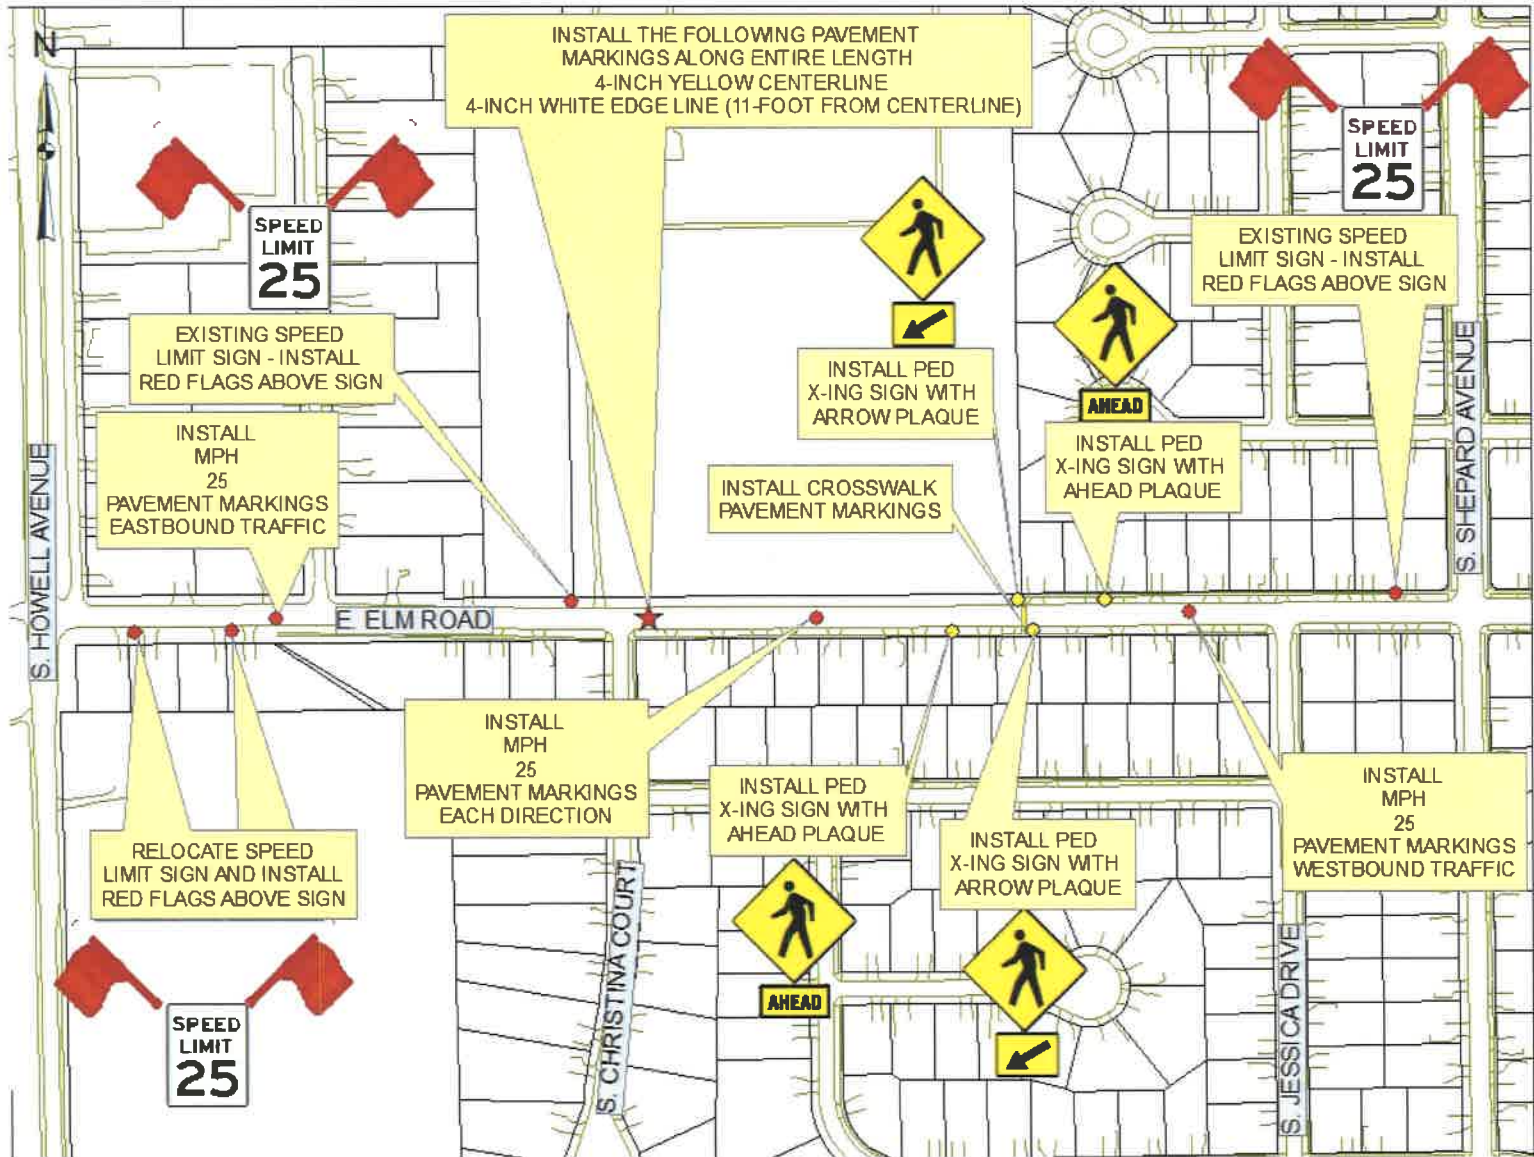 N
INSTALL THE FOLLOWING PAVEMENT
MARKINGS ALONG ENTIRE LENGTH
4-INCH YELLOW CENTERLINE
4-INCH WHITE EDGE LINE (11-FOOT FROM CENTERLINE)
SPEED
LIMIT
25
SPEED
LIMIT
25
EXISTING SPEED
LIMIT SIGN - INSTALL
RED FLAGS ABOVE SIGN
EXISTING SPEED
LIMIT SIGN - INSTALL
RED FLAGS ABOVE SIGN
INSTALL PED
X-ING SIGN WITH
ARROW PLAQUE
AHEAD
INSTALL PED
X-ING SIGN WITH
AHEAD PLAQUE
INSTALL
MPH
25
PAVEMENT MARKINGS
EASTBOUND TRAFFIC
INSTALL CROSSWALK
PAVEMENT MARKINGS
S. HOWELL AVENUE
S. SHEPARD AVENUE
E. ELM ROAD
INSTALL
MPH
25
PAVEMENT MARKINGS
EACH DIRECTION
INSTALL PED
X-ING SIGN WITH
AHEAD PLAQUE
INSTALL PED
X-ING SIGN WITH
ARROW PLAQUE
INSTALL
MPH
25
PAVEMENT MARKINGS
WESTBOUND TRAFFIC
RELOCATE SPEED
LIMIT SIGN AND INSTALL
RED FLAGS ABOVE SIGN
SPEED
LIMIT
25
S. CHRISTINA COURT
AHEAD
S. JESSICA DRIVE